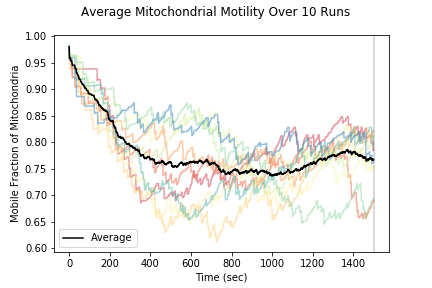 Average Mitochondrial Motility Over 10 Runs
Mobile Fraction of Mitochondria
1.00
0.95
0.90
0.85
0.80
0.75
0.70
0.65
0.60
Average
0 200 400 600 800 1000 1200 1400
Time (sec)